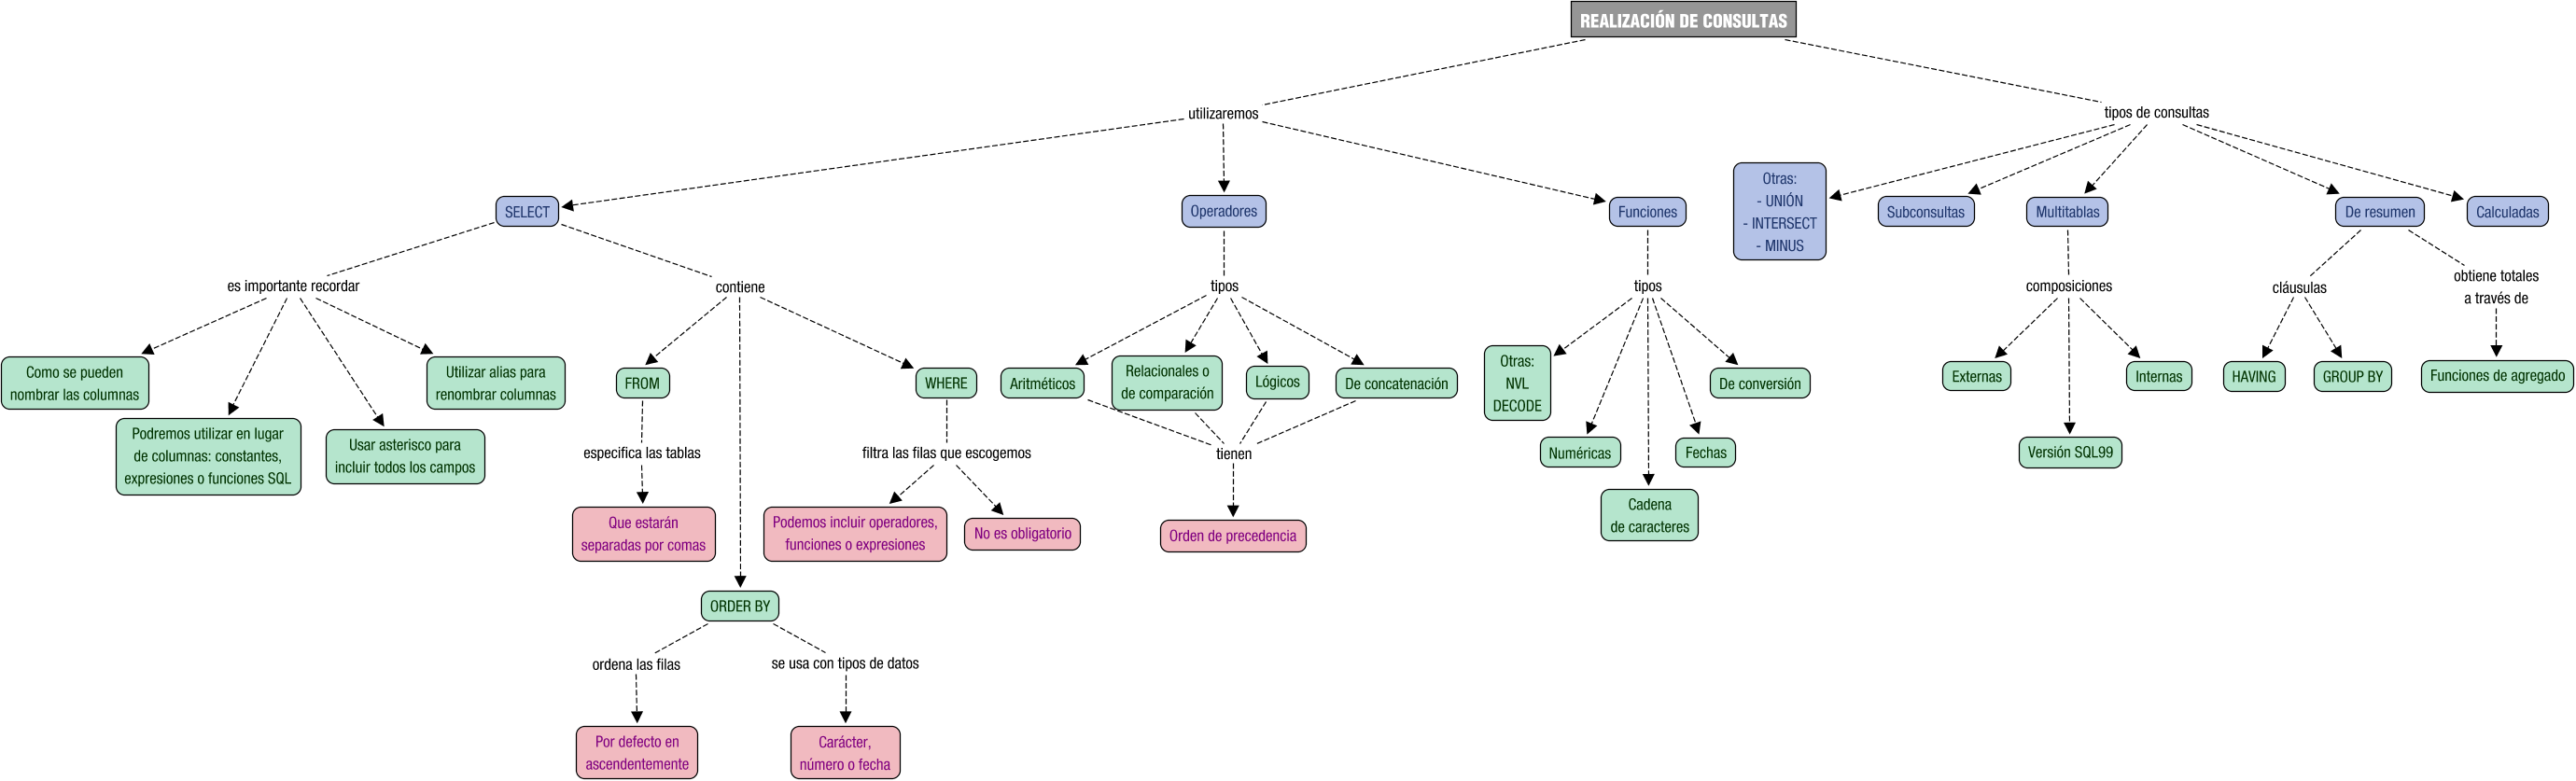 REALIZACIÓN DE CONSULTAS
utilizaremos
tipos de consultas
SELECT
Operadores
Funciones
Otras:
- UNIÓN
- INTERSECT
- MINUS
Subconsultas
Multitablas
De resumen
Calculadas
es importante recordar
contiene
tipos
tipos
composiciones
cláusulas
obtiene totales
a través de
Como se pueden
nombrar las columnas
Podremos utilizar en lugar
de columnas: constantes,
expresiones o funciones SQL
Usar asterisco para
incluir todos los campos
Utilizar alias para
renombrar columnas
FROM
WHERE
Aritméticos
Relacionales o
de comparación
Lógicos
De concatenación
Otras:
NVL
DECODE
De conversión
Externas
Internas
HAVING
GROUP BY
Funciones de agregado
especifica las tablas
filtra las filas que escogemos
tienen
Numéricas
Fechas
Versión SQL99
Cadena
de caracteres
Que estarán
separadas por comas
Podemos incluir operadores,
funciones o expresiones
No es obligatorio
Orden de precedencia
ORDER BY
ordena las filas
se usa con tipos de datos
Por defecto en
ascendentemente
Carácter,
número o fecha